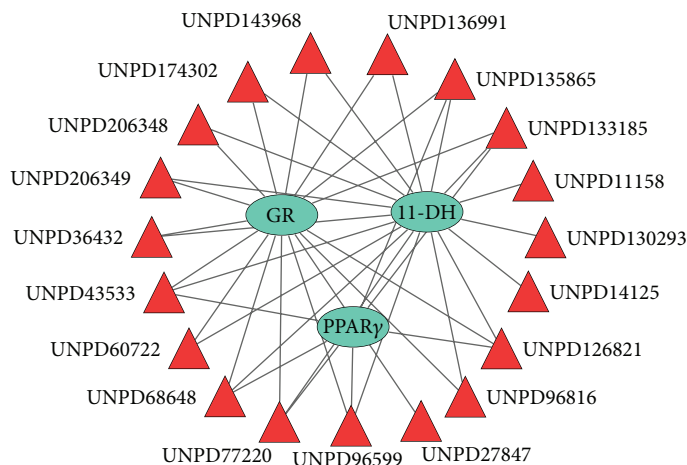 UNPD143968
UNPD136991
UNPD174302
UNPD135865
UNPD206348
UNPD133185
UNPD206349
UNPD11158
GR
11-DH
UNPD36432
UNPD130293
UNPD43533
UNPD14125
PPARγ
UNPD60722
UNPD126821
UNPD68648
UNPD96816
UNPD77220
UNPD96599
UNPD27847